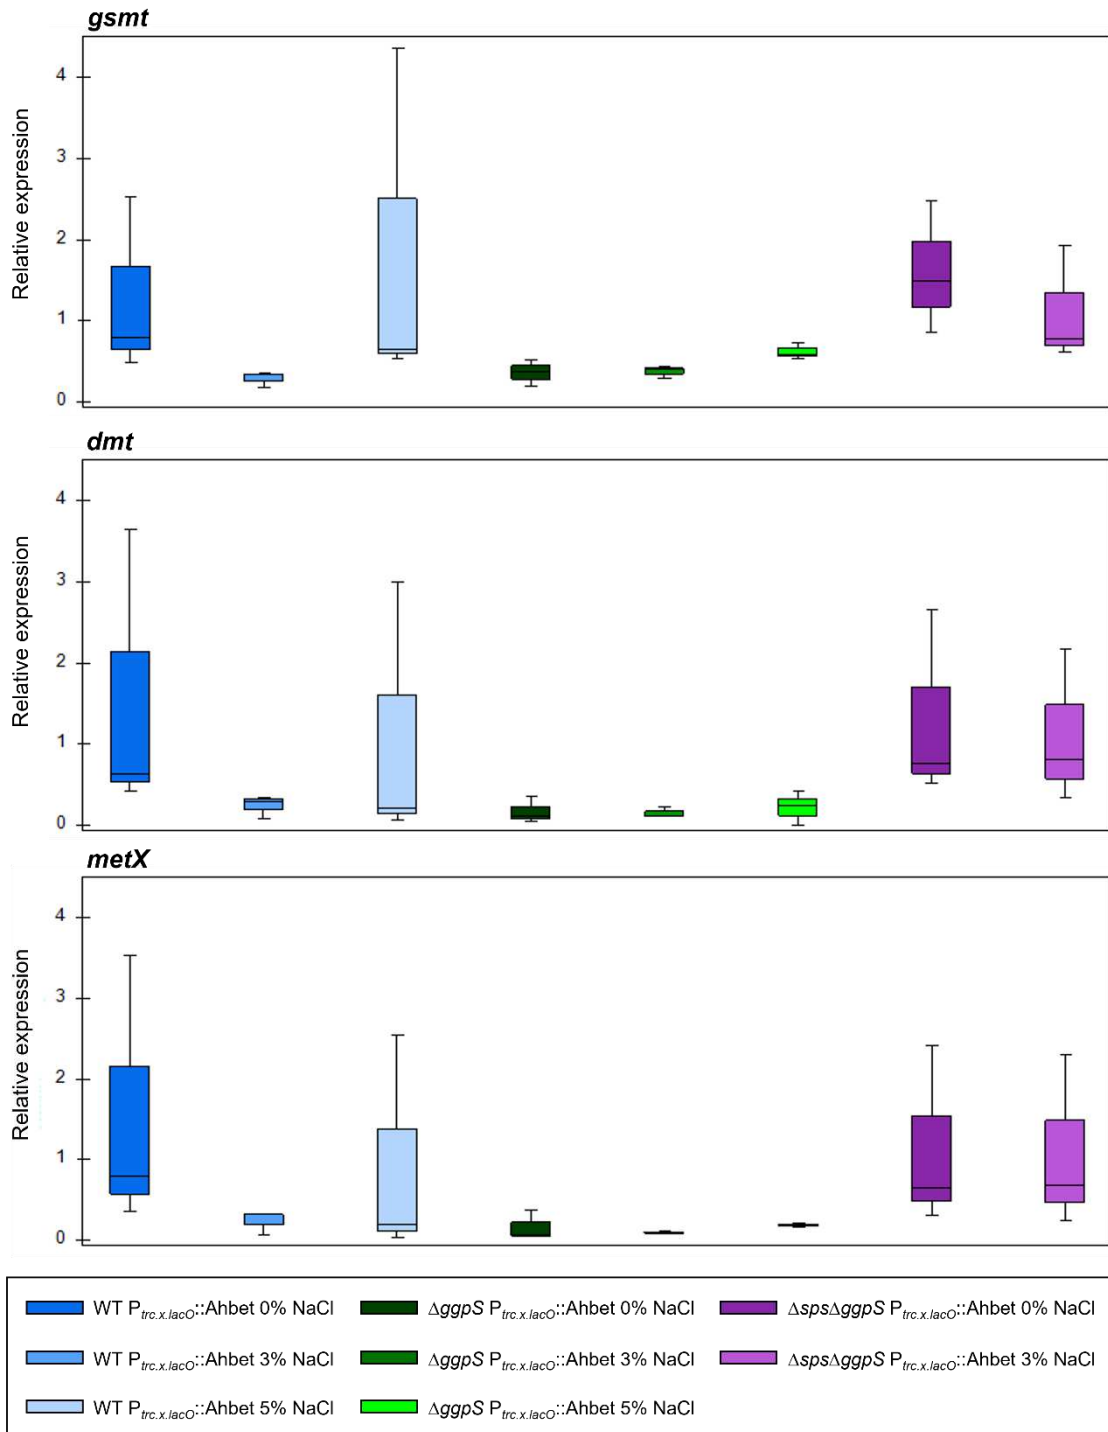 gsmt
Relative expression
4
3
2
1
0
dmt
Relative expression
4
3
2
1
0
metX
Relative expression
4
3
2
1
0
WT Ptrc.x.lacO::Ahbet 0% NaCl
ΔggpS Ptrc.x.lacO::Ahbet 0% NaCl
ΔspsΔggpS Ptrc.x.lacO::Ahbet 0% NaCl
WT Ptrc.x.lacO::Ahbet 3% NaCl
ΔggpS Ptrc.x.lacO::Ahbet 3% NaCl
ΔspsΔggpS Ptrc.x.lacO::Ahbet 3% NaCl
WT Ptrc.x.lacO::Ahbet 5% NaCl
ΔggpS Ptrc.x.lacO::Ahbet 5% NaCl